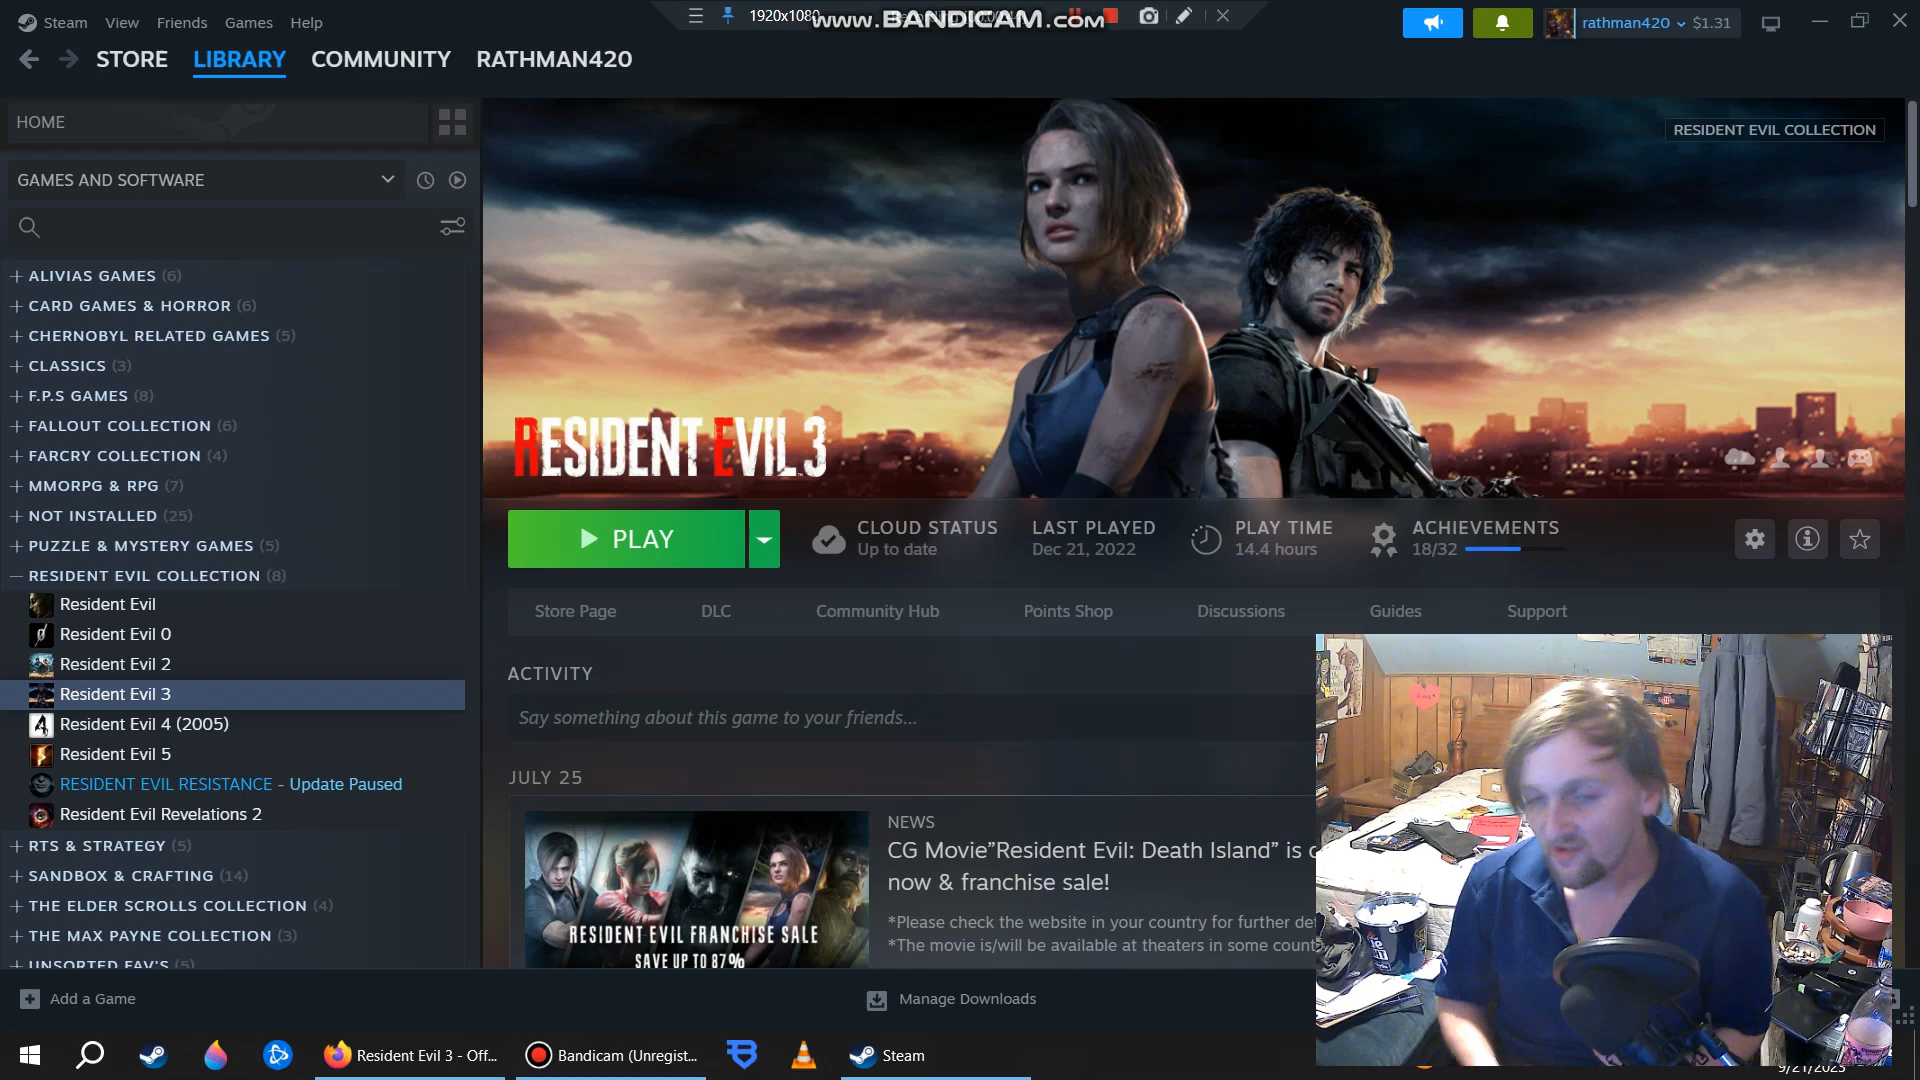 Steam View Friends Games Help
1920x1080
www.BANDICAM.com
rathman420 $1.31
STORE LIBRARY COMMUNITY RATHMAN420
HOME
RESIDENT EVIL COLLECTION
GAMES AND SOFTWARE
ALIVIAS GAMES (6)
CARD GAMES & HORROR (6)
CHERNOBYL RELATED GAMES (5)
CLASSICS (3)
F.P.S GAMES (8)
FALLOUT COLLECTION (6)
FARCRY COLLECTION (4)
MMORPG & RPG (7)
NOT INSTALLED (25)
PUZZLE & MYSTERY GAMES (5)
RESIDENT EVIL COLLECTION (8)
Resident Evil
Resident Evil 0
Resident Evil 2
Resident Evil 3
Resident Evil 4 (2005)
Resident Evil 5
RESIDENT EVIL RESISTANCE - Update Paused
Resident Evil Revelations 2
RTS & STRATEGY (5)
SANDBOX & CRAFTING (14)
THE ELDER SCROLLS COLLECTION (4)
THE MAX PAYNE COLLECTION (3)
UNSORTED FAV'S (5)
RESIDENT EVIL 3
PLAY
CLOUD STATUS
Up to date
LAST PLAYED
Dec 21, 2022
PLAY TIME
14.4 hours
ACHIEVEMENTS
18/32
Store Page DLC Community Hub Points Shop Discussions Guides Support
ACTIVITY
Say something about this game to your friends...
JULY 25
RESIDENT EVIL FRANCHISE SALE
SAVE UP TO 87%
NEWS
CG Movie"Resident Evil: Death Island" is
now & franchise sale!
*Please check the website in your country for further
*The movie is/will be available at theaters in some
Add a Game
Manage Downloads
Resident Evil 3 - Off...
Bandicam (Unregist...
Steam
9/21/2023